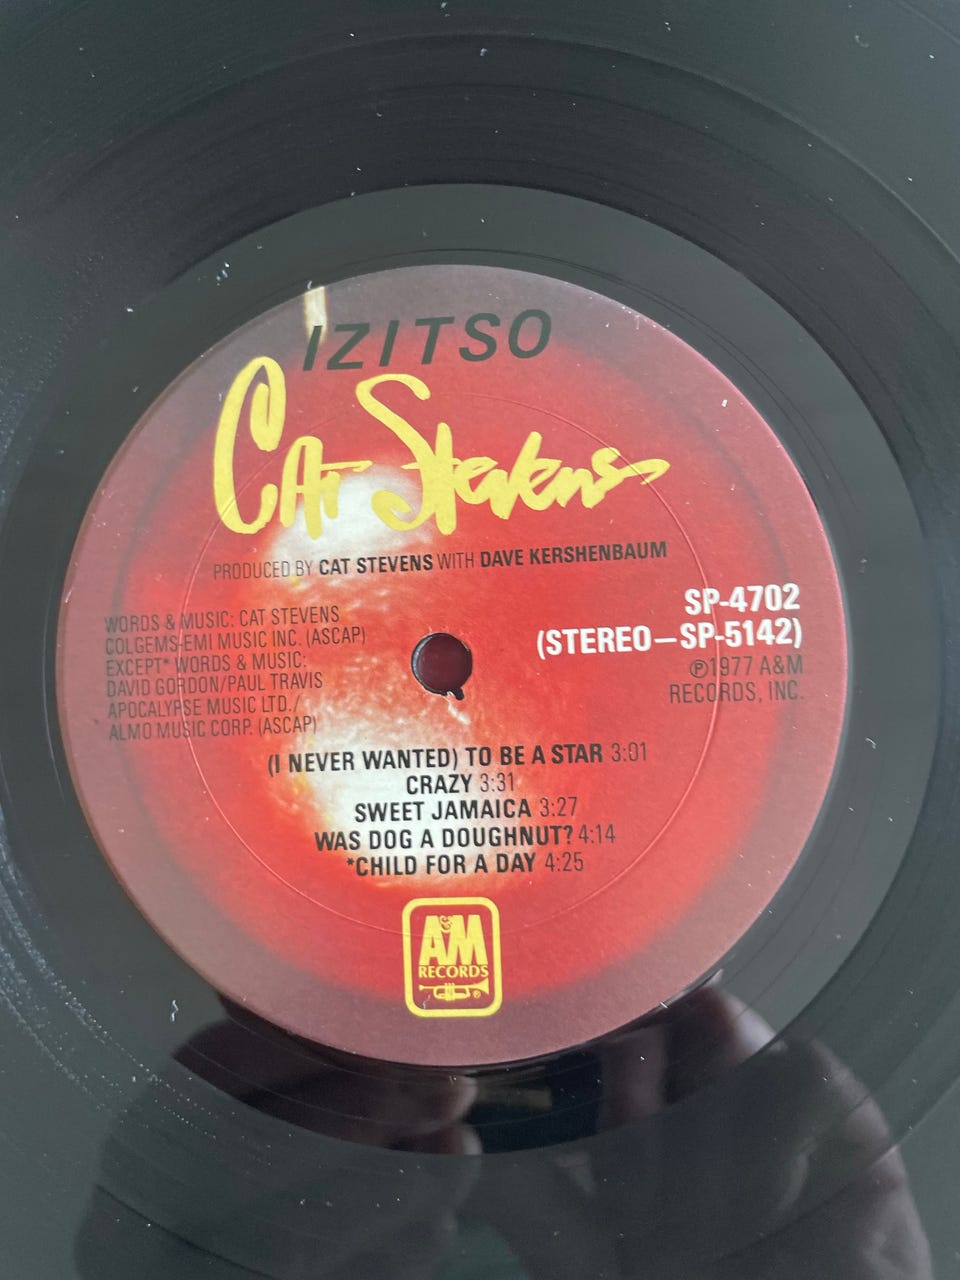 IZITSO
CAT Stevens
PRODUCED BY CAT STEVENS WITH DAVE KERSHENBAUM
WORDS & MUSIC: CAT STEVENS
COLGEMS-EMI MUSIC INC. (ASCAP)
EXCEPT* WORDS & MUSIC:
DAVID GORDON/PAUL TRAVIS
APOCALYPSE MUSIC LTD./
ALMO MUSIC CORP. (ASCAP)
SP-4702
(STEREO—SP-5142)
℗1977 A&M
RECORDS, INC.
(I NEVER WANTED) TO BE A STAR 3:01
CRAZY 3:31
SWEET JAMAICA 3:27
WAS DOG A DOUGHNUT? 4:14
*CHILD FOR A DAY 4:25
A&M
RECORDS
®